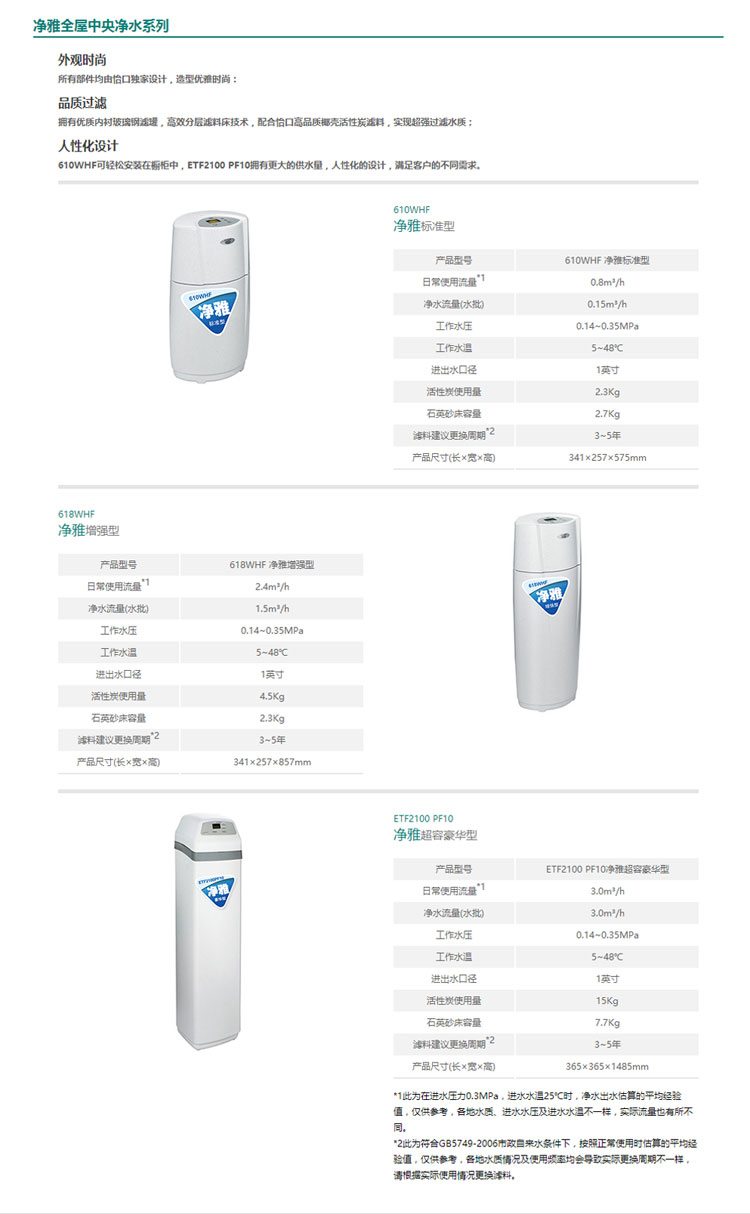 净雅全屋中央净水系列
外观时尚
所有部件均由怡口独家设计，造型优雅时尚；
品质过滤
拥有优质内衬玻璃钢滤罐，高效分层滤料床技术，配合怡口高品质椰壳活性炭滤料，实现超强过滤水质；
人性化设计
610WHF可轻松安装在橱柜中，ETF2100 PF10拥有更大的供水量，人性化的设计，满足客户的不同需求。
610WHF
净雅标准型
610WHF
净雅
标准型
产品型号 610WHF 净雅标准型
日常使用流量*1 0.8m³/h
净水流量(水批) 0.15m³/h
工作水压 0.14~0.35MPa
工作水温 5~48℃
进出水口径 1英寸
活性炭使用量 2.3Kg
石英砂床容量 2.7Kg
滤料建议更换周期*2 3~5年
产品尺寸(长×宽×高) 341×257×575mm
618WHF
净雅增强型
产品型号 618WHF 净雅增强型
日常使用流量*1 2.4m³/h
净水流量(水批) 1.5m³/h
工作水压 0.14~0.35MPa
工作水温 5~48℃
进出水口径 1英寸
活性炭使用量 4.5Kg
石英砂床容量 2.3Kg
滤料建议更换周期*2 3~5年
产品尺寸(长×宽×高) 341×257×857mm
618WHF
净雅
增强型
ETF2100 PF10
净雅超容豪华型
ETF2100PF10
净雅
豪华型
产品型号 ETF2100 PF10净雅超容豪华型
日常使用流量*1 3.0m³/h
净水流量(水批) 3.0m³/h
工作水压 0.14~0.35MPa
工作水温 5~48℃
进出水口径 1英寸
活性炭使用量 15Kg
石英砂床容量 7.7Kg
滤料建议更换周期*2 3~5年
产品尺寸(长×宽×高) 365×365×1485mm
*1此为在进水压力0.3MPa，进水水温25℃时，净水出水估算的平均经验
值，仅供参考，各地水质、进水水压及进水水温不一样，实际流量也有所不
同。
*2此为符合GB5749-2006市政自来水条件下，按照正常使用时估算的平均经
验值，仅供参考，各地水质情况及使用频率均会导致实际更换周期不一样，
请根据实际使用情况更换滤料。